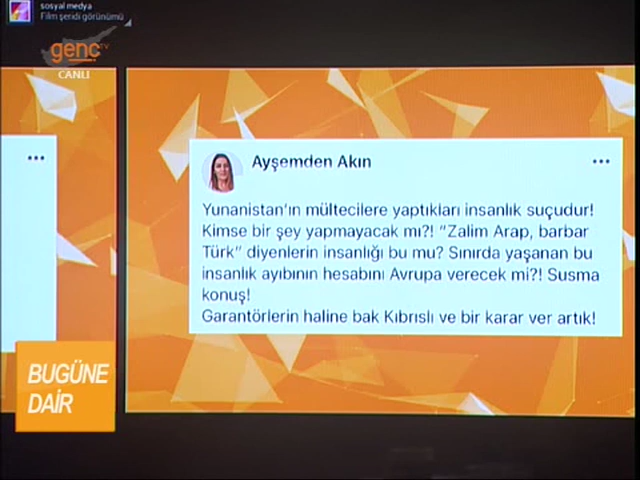 sosyal medya
Film şeridi görünümü
genç TV
CANLI
...
Ayşemden Akın
...
Yunanistan'ın mültecilere yaptıkları insanlık suçudur!
Kimse bir şey yapmayacak mı?! "Zalim Arap, barbar
Türk" diyenlerin insanlığı bu mu? Sınırda yaşanan bu
insanlık ayıbının hesabını Avrupa verecek mi?! Susma
konuş!
Garantörlerin haline bak Kıbrıslı ve bir karar ver artık!
BUGÜNE
DAİR